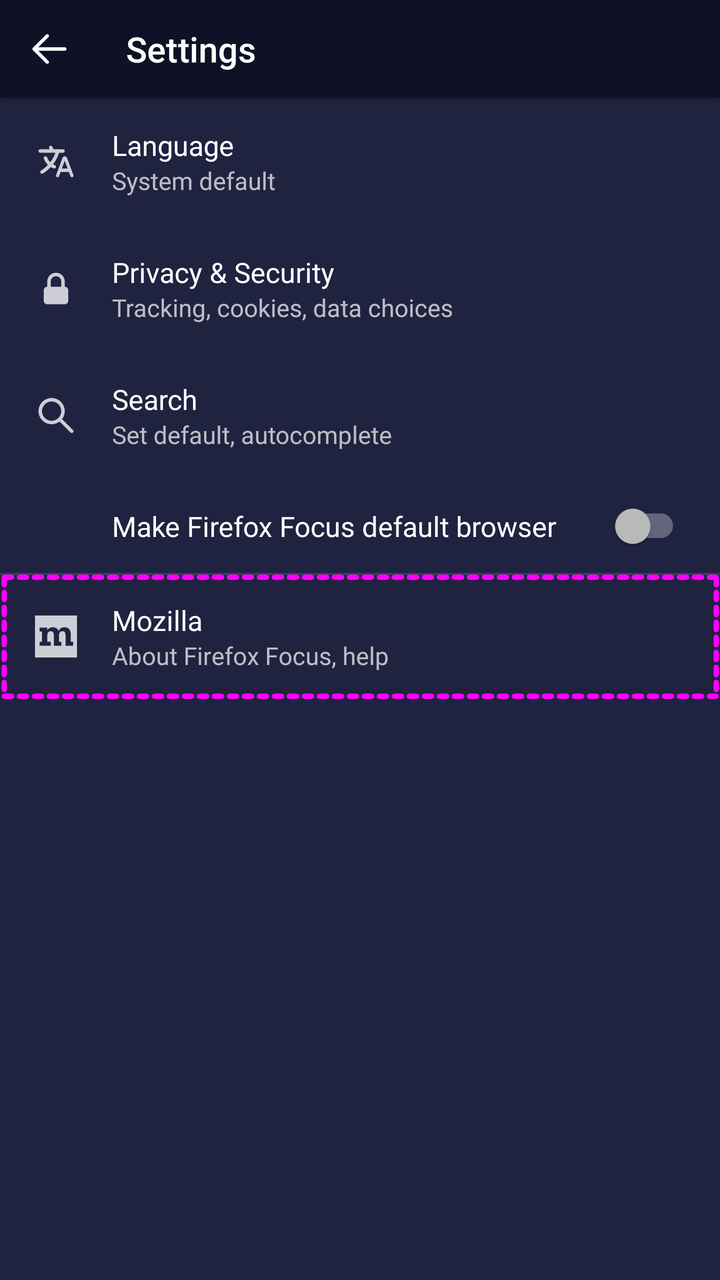 Settings
Language
System default
Privacy & Security
Tracking, cookies, data choices
Search
Set default, autocomplete
Make Firefox Focus default browser
m
Mozilla
About Firefox Focus, help